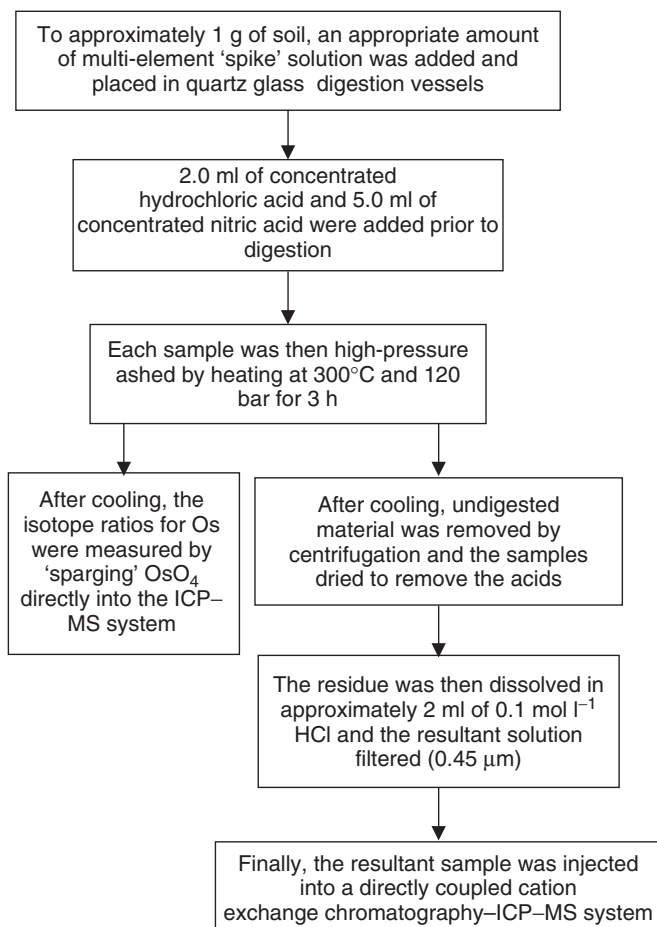 To approximately 1 g of soil, an appropriate amount
of multi-element ‘spike’ solution was added and
placed in quartz glass digestion vessels
2.0 ml of concentrated
hydrochloric acid and 5.0 ml of
concentrated nitric acid were added prior to
digestion
Each sample was then high-pressure
ashed by heating at 300°C and 120
bar for 3 h
After cooling, the
isotope ratios for Os
were measured by
‘sparging’ OsO₄
directly into the ICP–
MS system
After cooling, undigested
material was removed by
centrifugation and the samples
dried to remove the acids
The residue was then dissolved in
approximately 2 ml of 0.1 mol l⁻¹
HCl and the resultant solution
filtered (0.45 μm)
Finally, the resultant sample was injected
into a directly coupled cation
exchange chromatography–ICP–MS system